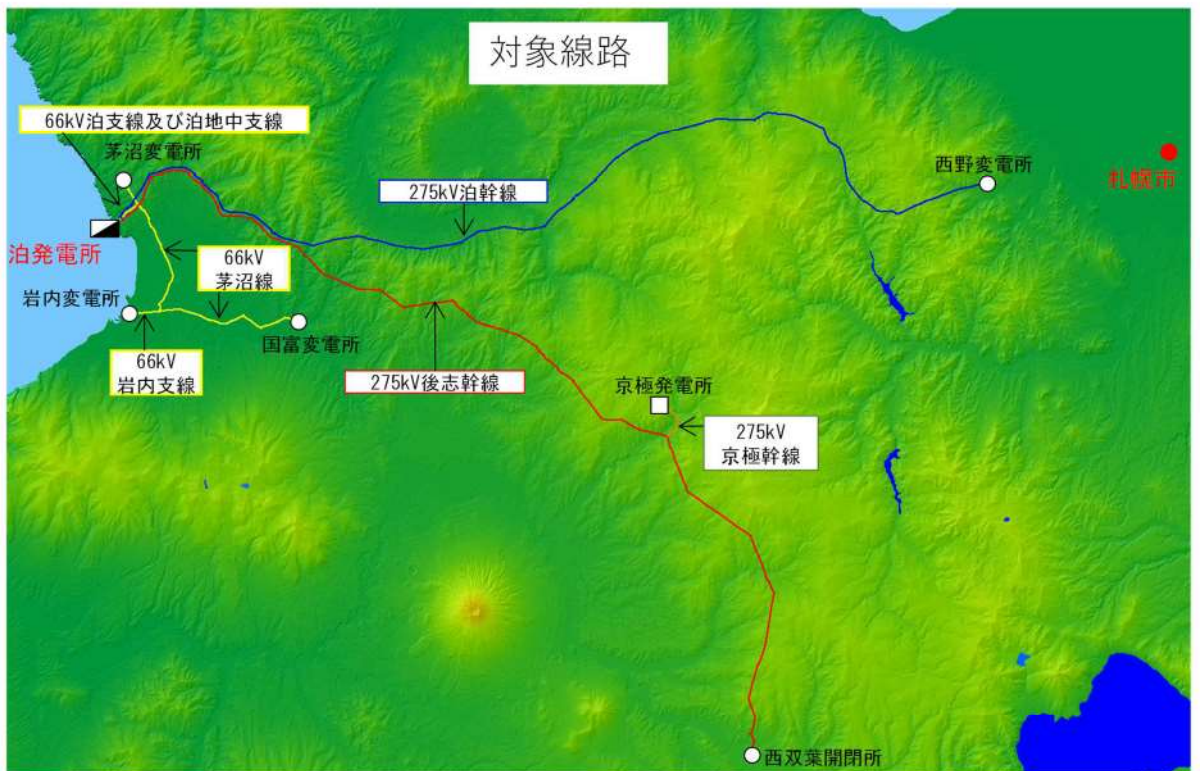 対象線路
66kV泊支線及び泊地中支線
茅沼変電所
西野変電所
札幌市
275kV泊幹線
泊発電所
66kV
茅沼線
岩内変電所
国富変電所
66kV
岩内支線
275kV後志幹線
京極発電所
275kV
京極幹線
西双葉開閉所